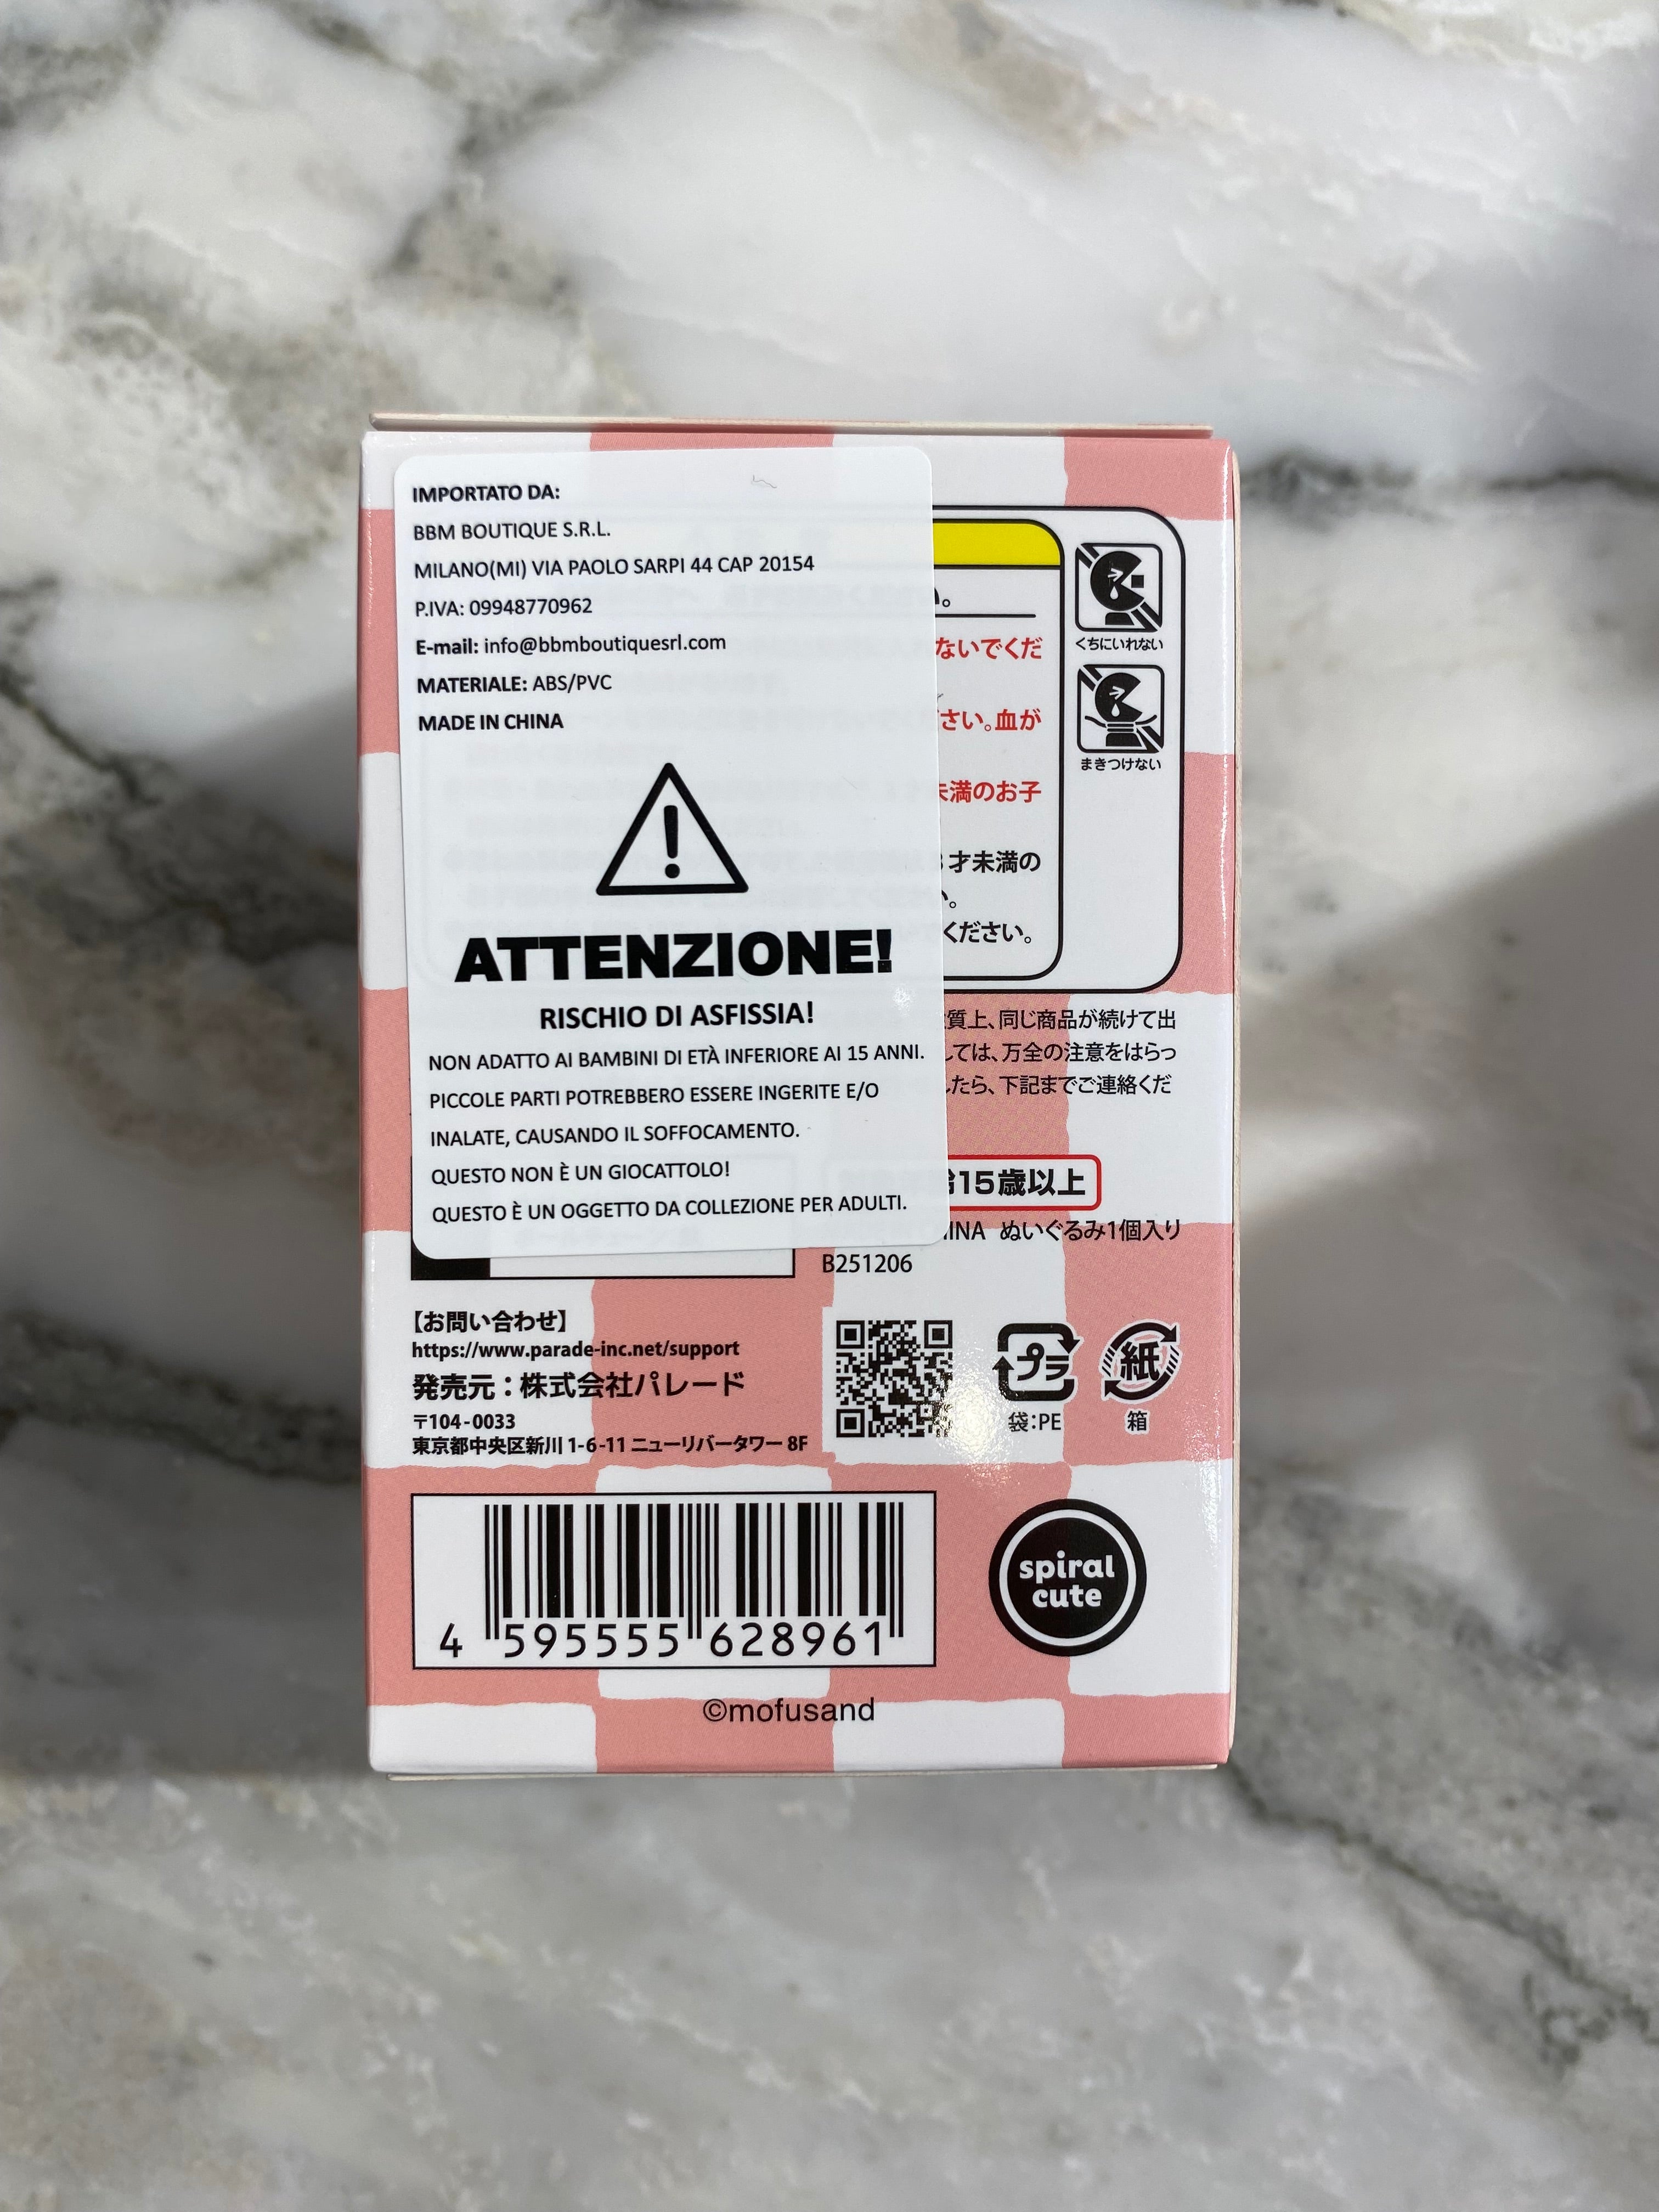 IMPORTATO DA:
BBM BOUTIQUE S.R.L.
MILANO(MI) VIA PAOLO SARPI 44 CAP 20154
P.IVA: 09948770962
E-mail: info@bbmboutiquesrl.com
MATERIALE: ABS/PVC
MADE IN CHINA
ATTENZIONE!
RISCHIO DI ASFISSIA!
NON ADATTO AI BAMBINI DI ETÀ INFERIORE AI 15 ANNI.
PICCOLE PARTI POTREBBERO ESSERE INGERITE E/O
INALATE, CAUSANDO IL SOFFOCAMENTO.
QUESTO NON È UN GIOCATTOLO!
QUESTO È UN OGGETTO DA COLLEZIONE PER ADULTI.
ないでくだ
さい。血が
未満のお子
才未満の
い。
ください。
くちにいれない
まきつけない
質上、同じ商品が続けて出
しては、万全の注意をはらっ
したら、下記までご連絡くだ
齢15歳以上
INA ぬいぐるみ1個入り
B251206
【お問い合わせ】
https://www.parade-inc.net/support
発売元：株式会社パレード
〒104-0033
東京都中央区新川 1-6-11 ニューリバータワー 8F
プラ
袋:PE
紙
箱
4 595555 628961
spiral
cute
©mofusand